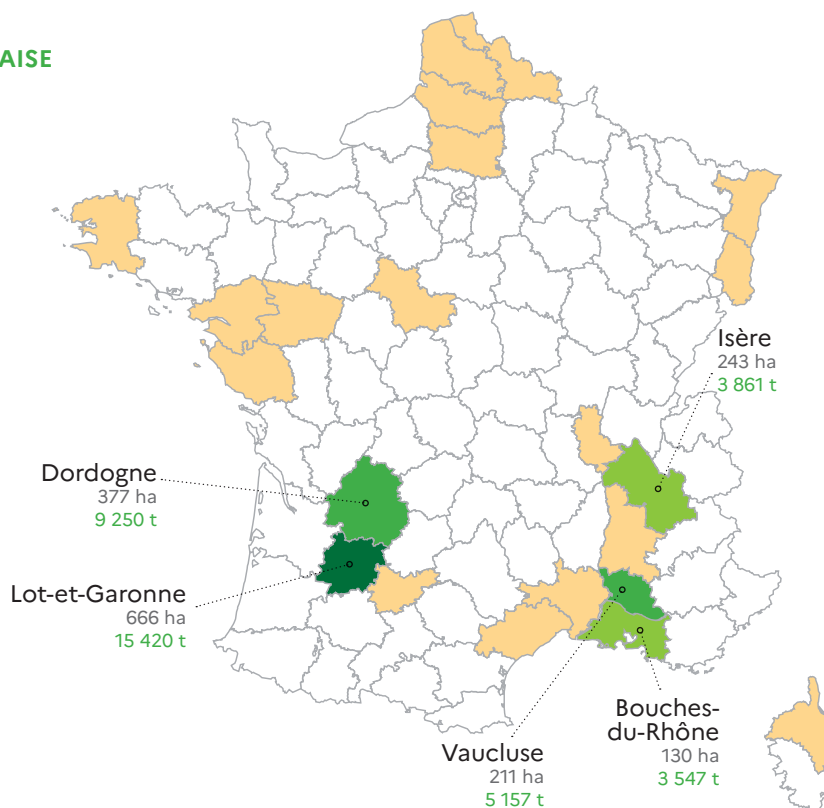 AISE
Isère
243 ha
3 861 t
Dordogne
377 ha
9 250 t
Lot-et-Garonne
666 ha
15 420 t
Bouches-
du-Rhône
130 ha
3 547 t
Vaucluse
211 ha
5 157 t